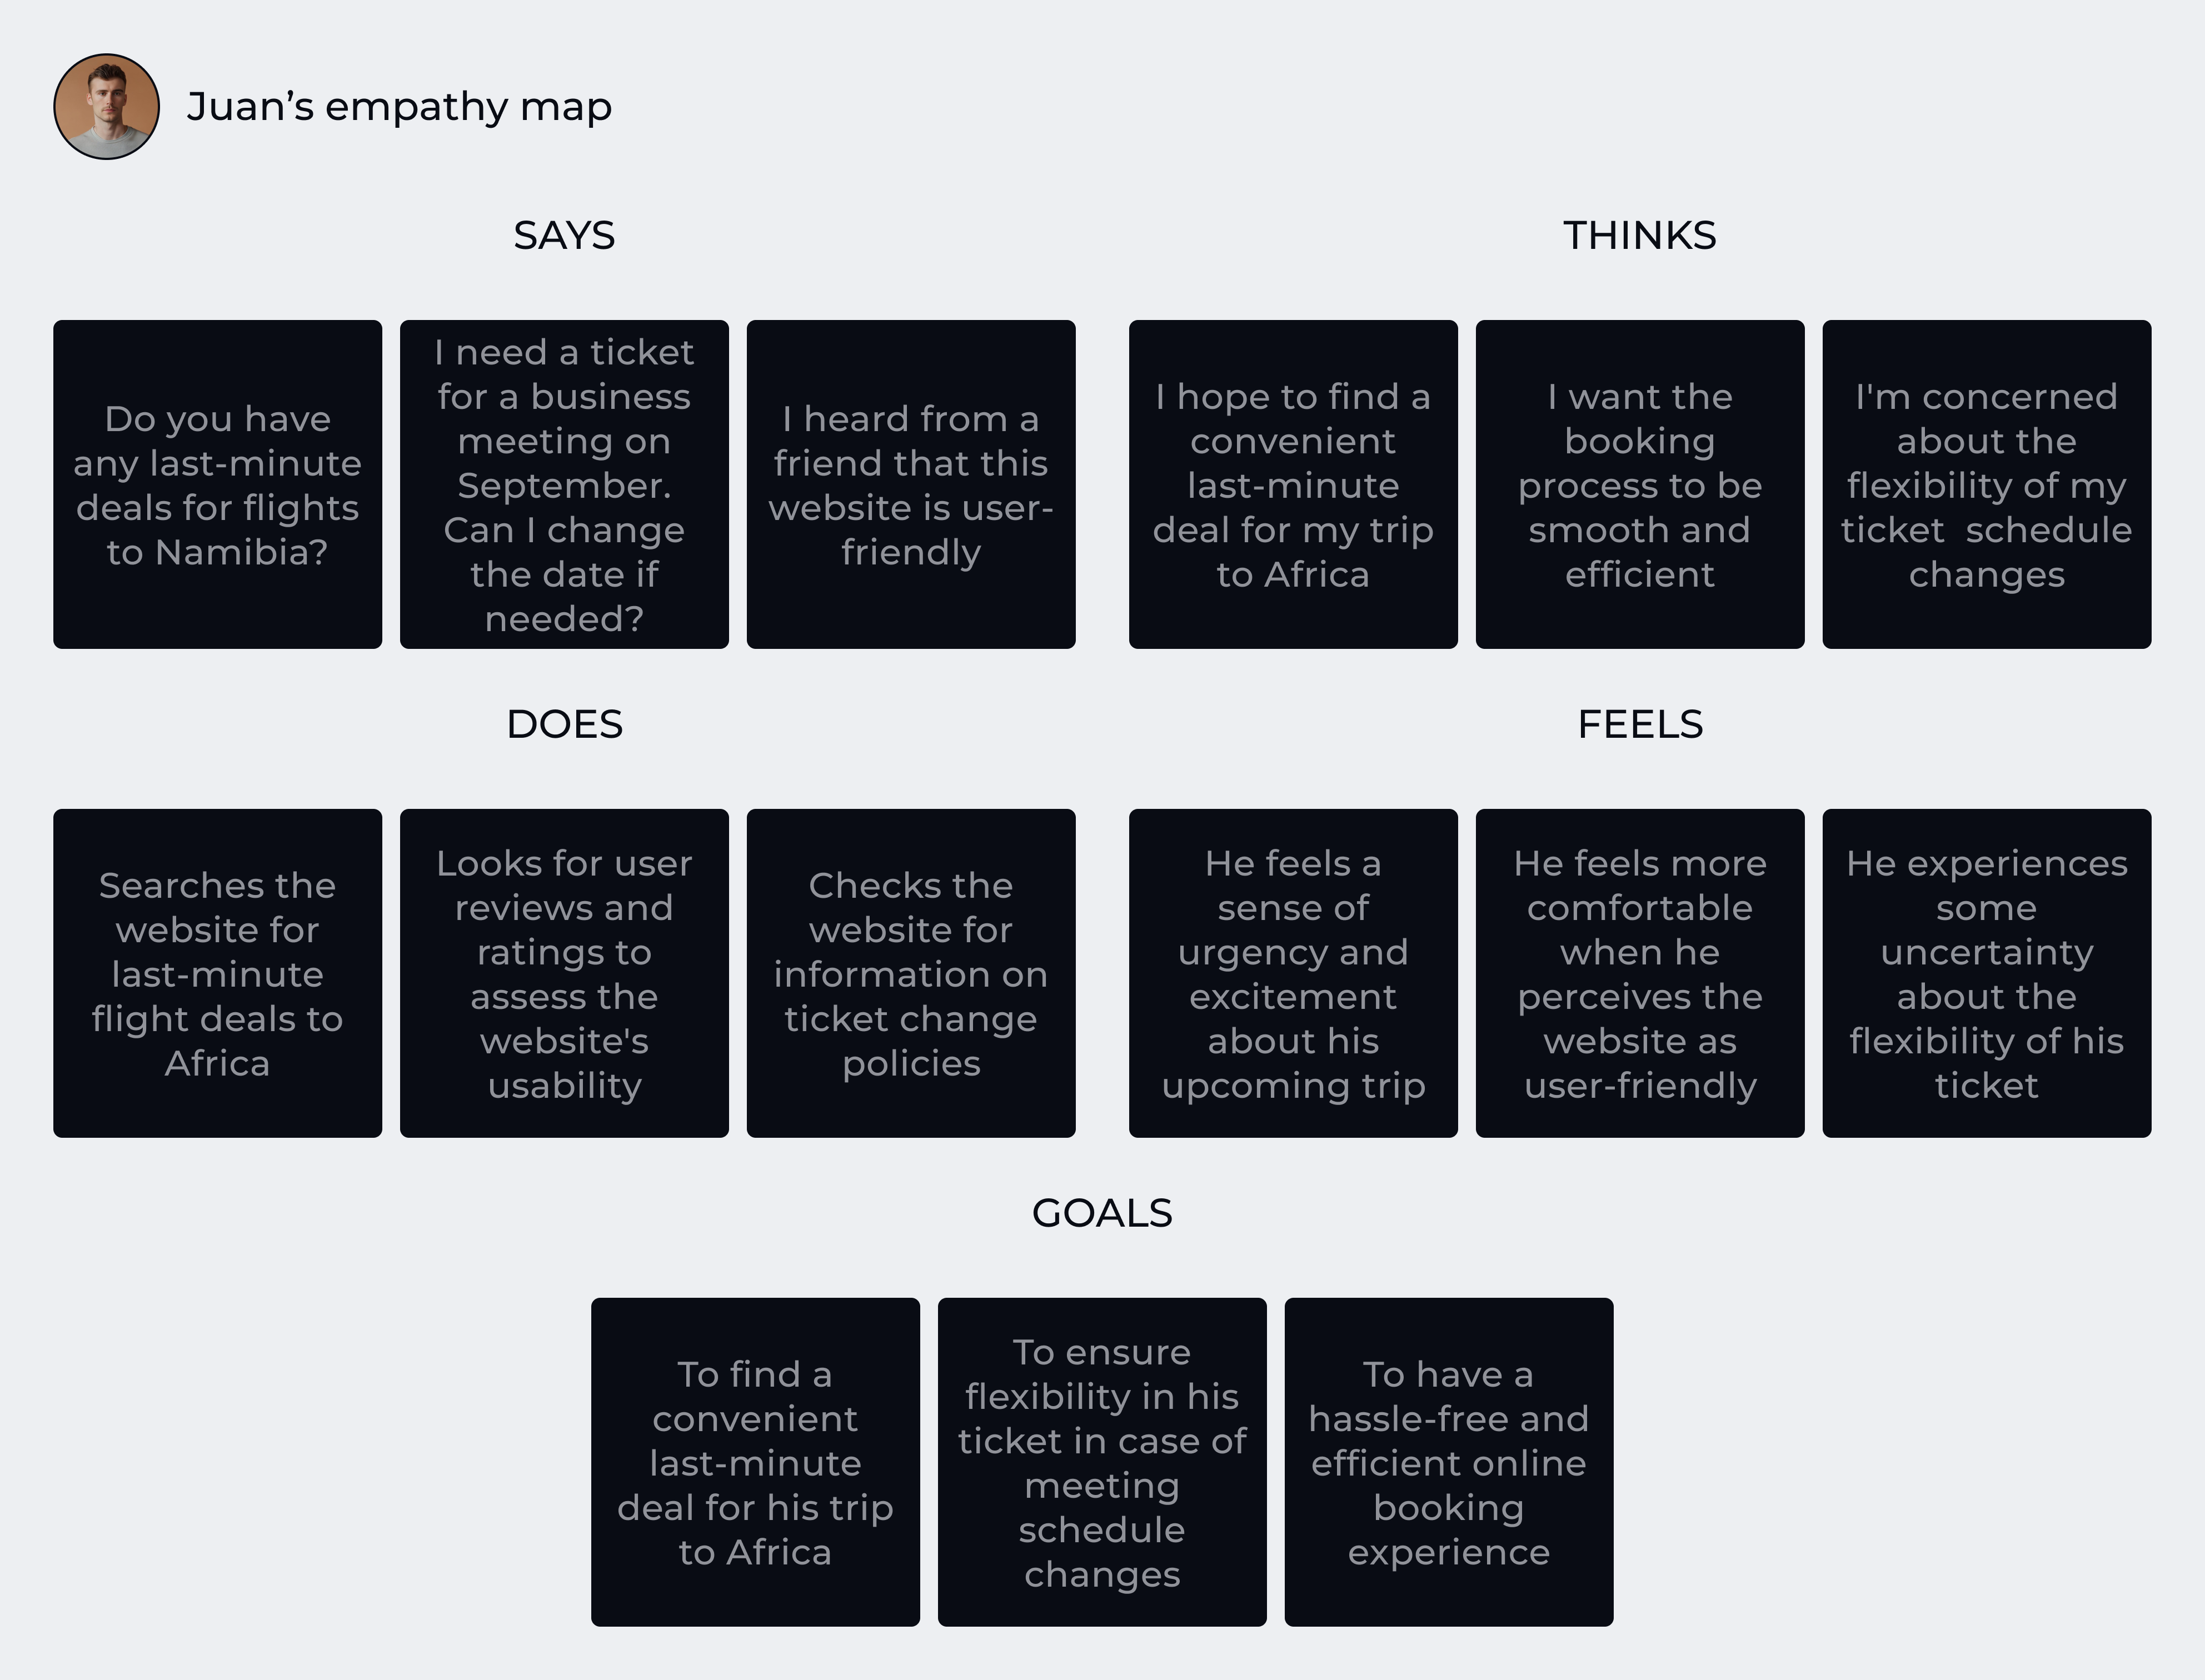 Juan’s empathy map
SAYS
Do you have
any last-minute
deals for flights
to Namibia?
I need a ticket
for a business
meeting on
September.
Can I change
the date if
needed?
I heard from a
friend that this
website is user-
friendly
THINKS
I hope to find a
convenient
last-minute
deal for my trip
to Africa
I want the
booking
process to be
smooth and
efficient
I'm concerned
about the
flexibility of my
ticket  schedule
changes
DOES
Searches the
website for
last-minute
flight deals to
Africa
Looks for user
reviews and
ratings to
assess the
website's
usability
Checks the
website for
information on
ticket change
policies
FEELS
He feels a
sense of
urgency and
excitement
about his
upcoming trip
He feels more
comfortable
when he
perceives the
website as
user-friendly
He experiences
some
uncertainty
about the
flexibility of his
ticket
GOALS
To find a
convenient
last-minute
deal for his trip
to Africa
To ensure
flexibility in his
ticket in case of
meeting
schedule
changes
To have a
hassle-free and
efficient online
booking
experience